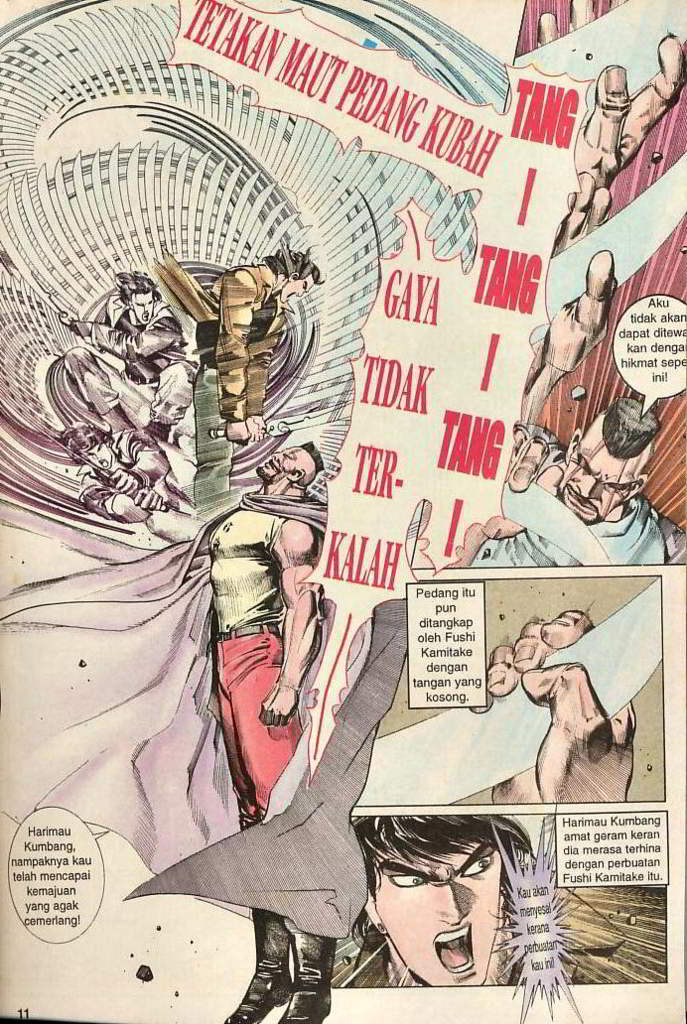 TETAKAN MAUT PEDANG KUBAH
GAYA
TIDAK
TER-
KALAH
TANG
!
TANG
!
TANG
!
Aku
tidak akan
dapat ditewa
kan denga
hikmat sepe
ini!
Pedang itu
pun
ditangkap
oleh Fushi
Kamitake
dengan
tangan yang
kosong.
Harimau
Kumbang,
nampaknya kau
telah mencapai
kemajuan
yang agak
cemerlang!
Harimau Kumbang
amat geram keran
dia merasa terhina
dengan perbuatan
Fushi Kamitake itu.
Kau akan
menyesal
kerana
perbuatan
kau ini!
11